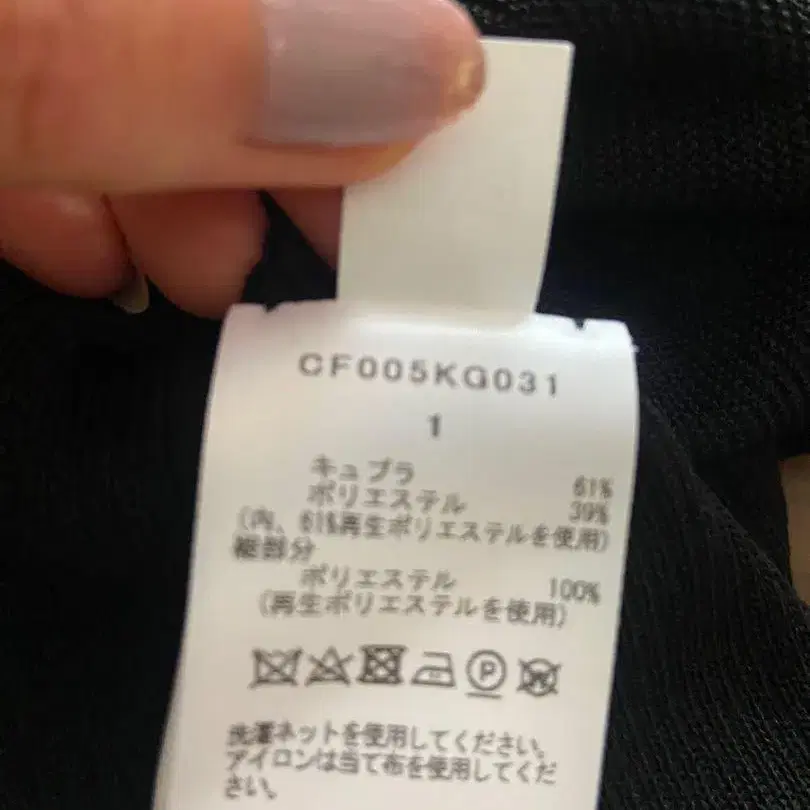 CF005KG031
1
キュプラ 61%
ポリエステル 39%
(内、61%再生ポリエステルを使用)
総部分
ポリエステル 100%
(再生ポリエステルを使用)
P
W
洗濯ネットを使用してください。
アイロンは当て布を使用してくだ
さい。